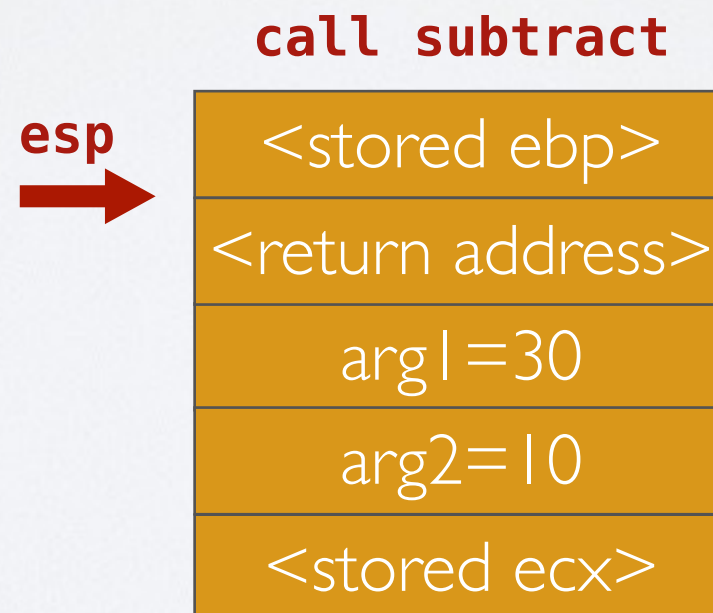 call subtract
esp
<stored ebp>
<return address>
arg1=30
arg2=10
<stored ecx>